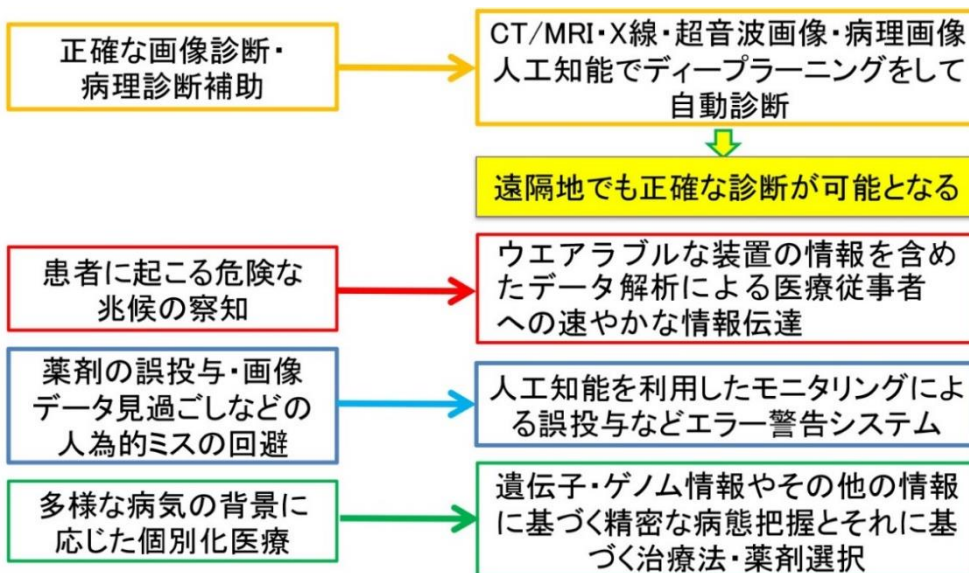 正確な画像診断・
病理診断補助
CT/MRI・X線・超音波画像・病理画像
人工知能でディープラーニングをして
自動診断
遠隔地でも正確な診断が可能となる
患者に起こる危険な
兆候の察知
ウエアラブルな装置の情報を含め
たデータ解析による医療従事者
への速やかな情報伝達
薬剤の誤投与・画像
データ見過ごしなどの
人為的ミスの回避
人工知能を利用したモニタリングによ
る誤投与などエラー警告システム
多様な病気の背景に
応じた個別化医療
遺伝子・ゲノム情報やその他の情報
に基づく精密な病態把握とそれに基
づく治療法・薬剤選択